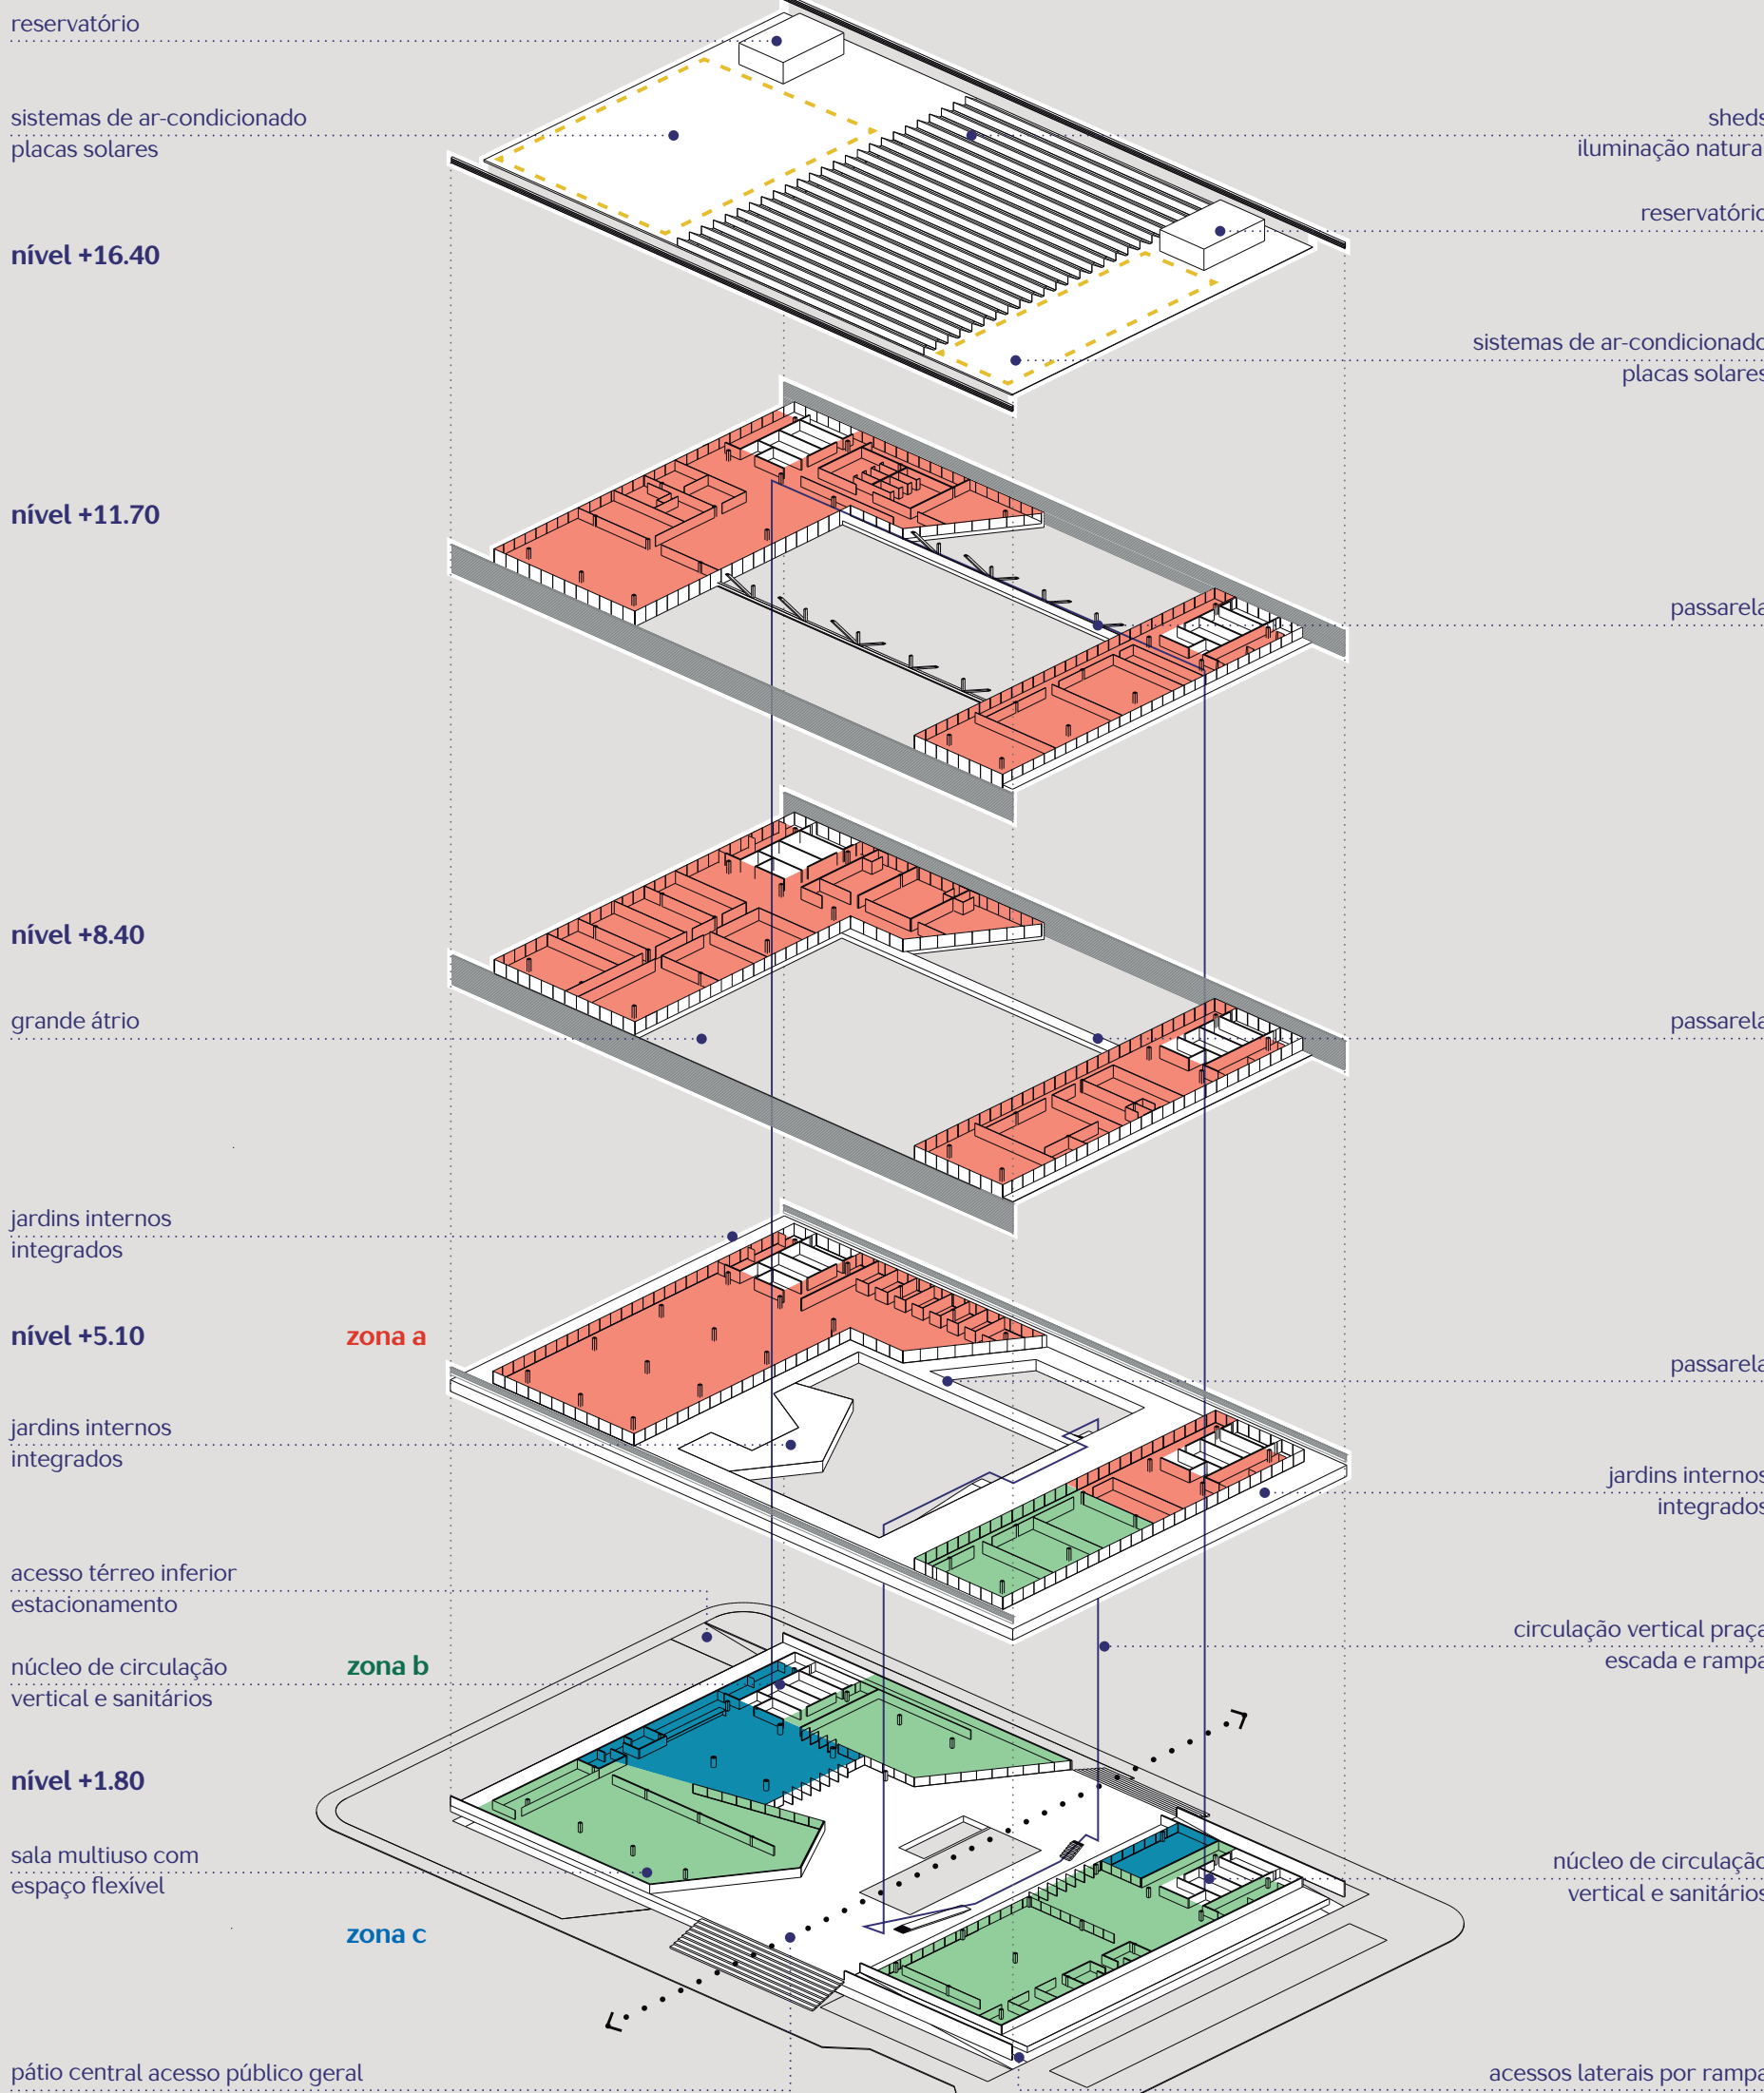 reservatório
sistemas de ar-condicionado
placas solares
sheds
iluminação natural
reservatório
nível +16.40
sistemas de ar-condicionado
placas solares
nível +11.70
passarela
nível +8.40
grande átrio
passarela
jardins internos
integrados
nível +5.10
zona a
passarela
jardins internos
integrados
jardins internos
integrados
acesso térreo inferior
estacionamento
circulação vertical praça
escada e rampa
núcleo de circulação
vertical e sanitários
zona b
nível +1.80
sala multiuso com
espaço flexível
núcleo de circulação
vertical e sanitários
zona c
pátio central acesso público geral
acessos laterais por rampa